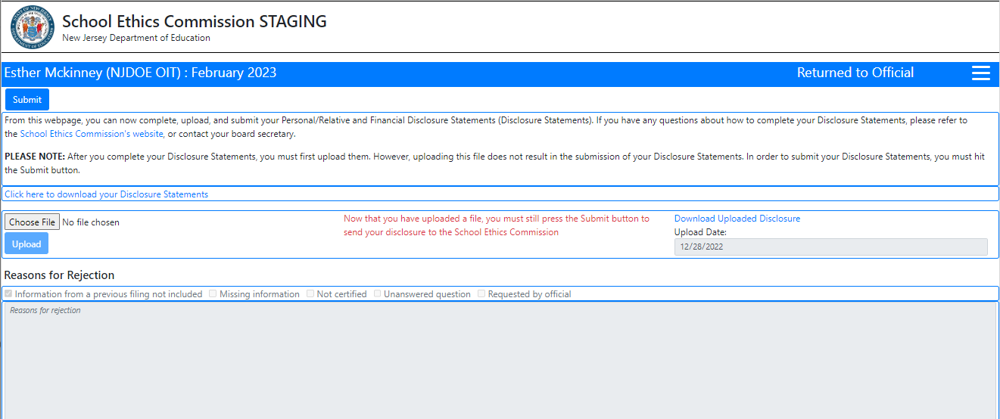 School Ethics Commission STAGING
New Jersey Department of Education
Esther Mckinney (NJDOE OIT) : February 2023
Returned to Official
Submit
From this webpage, you can now complete, upload, and submit your Personal/Relative and Financial Disclosure Statements (Disclosure Statements). If you have any questions about how to complete your Disclosure Statements, please refer to
the School Ethics Commission's website, or contact your board secretary.
PLEASE NOTE: After you complete your Disclosure Statements, you must first upload them. However, uploading this file does not result in the submission of your Disclosure Statements. In order to submit your Disclosure Statements, you must hit
the Submit button.
Click here to download your Disclosure Statements
Choose File No file chosen
Upload
Now that you have uploaded a file, you must still press the Submit button to
send your disclosure to the School Ethics Commission
Download Uploaded Disclosure
Upload Date:
12/28/2022
Reasons for Rejection
Information from a previous filing not included Missing information Not certified Unanswered question Requested by official
Reasons for rejection